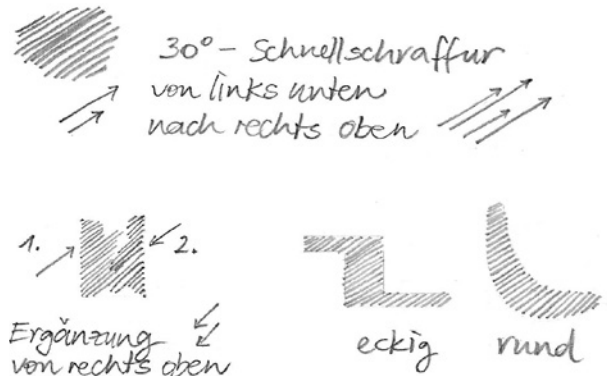 30° - Schnellschraffur
von links unten
nach rechts oben
1.
2.
Ergänzung
von rechts oben
eckig
rund